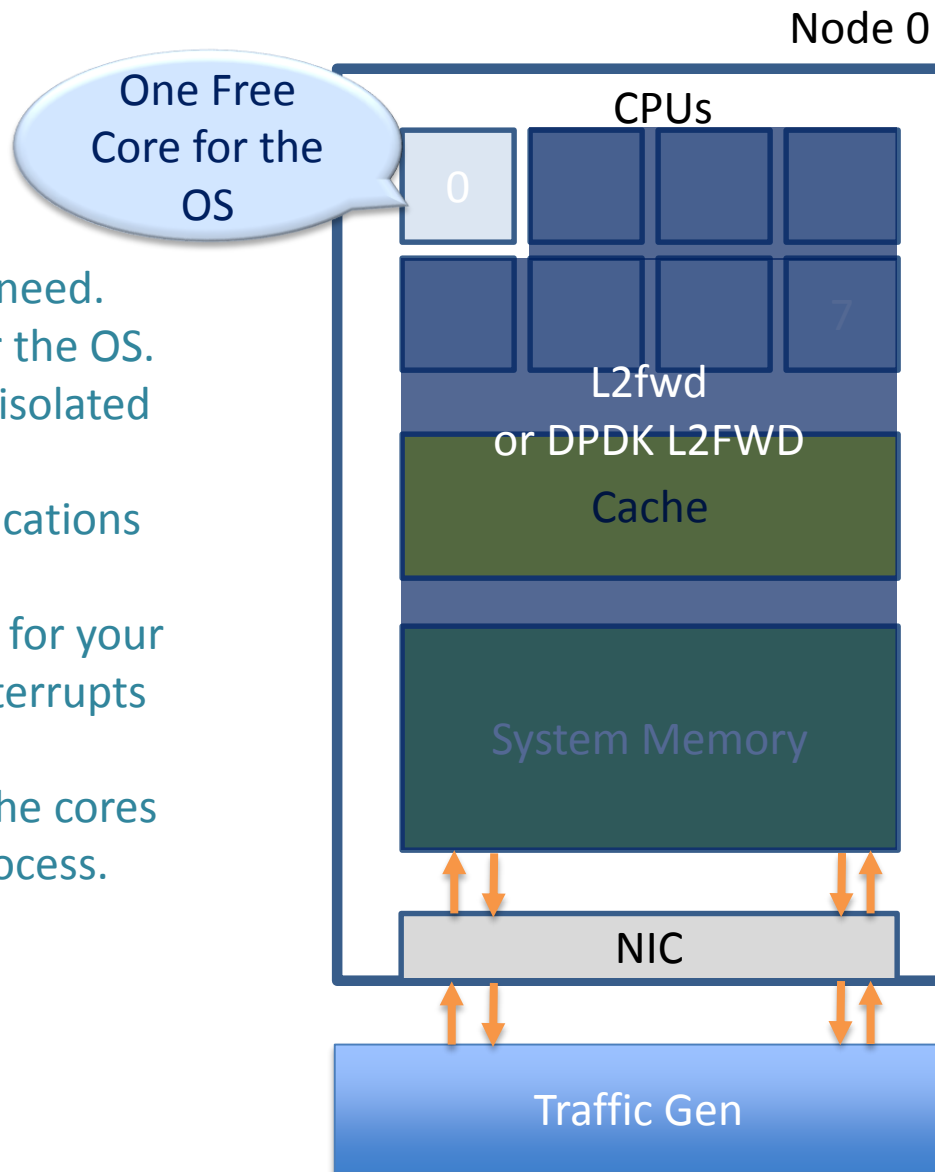 Node 0
One Free
Core for the
OS
CPUs
0
7
need.
the OS.
isolated
cations
for your
terrupts
he cores
ocess.
L2fwd
or DPDK L2FWD
Cache
System Memory
NIC
Traffic Gen